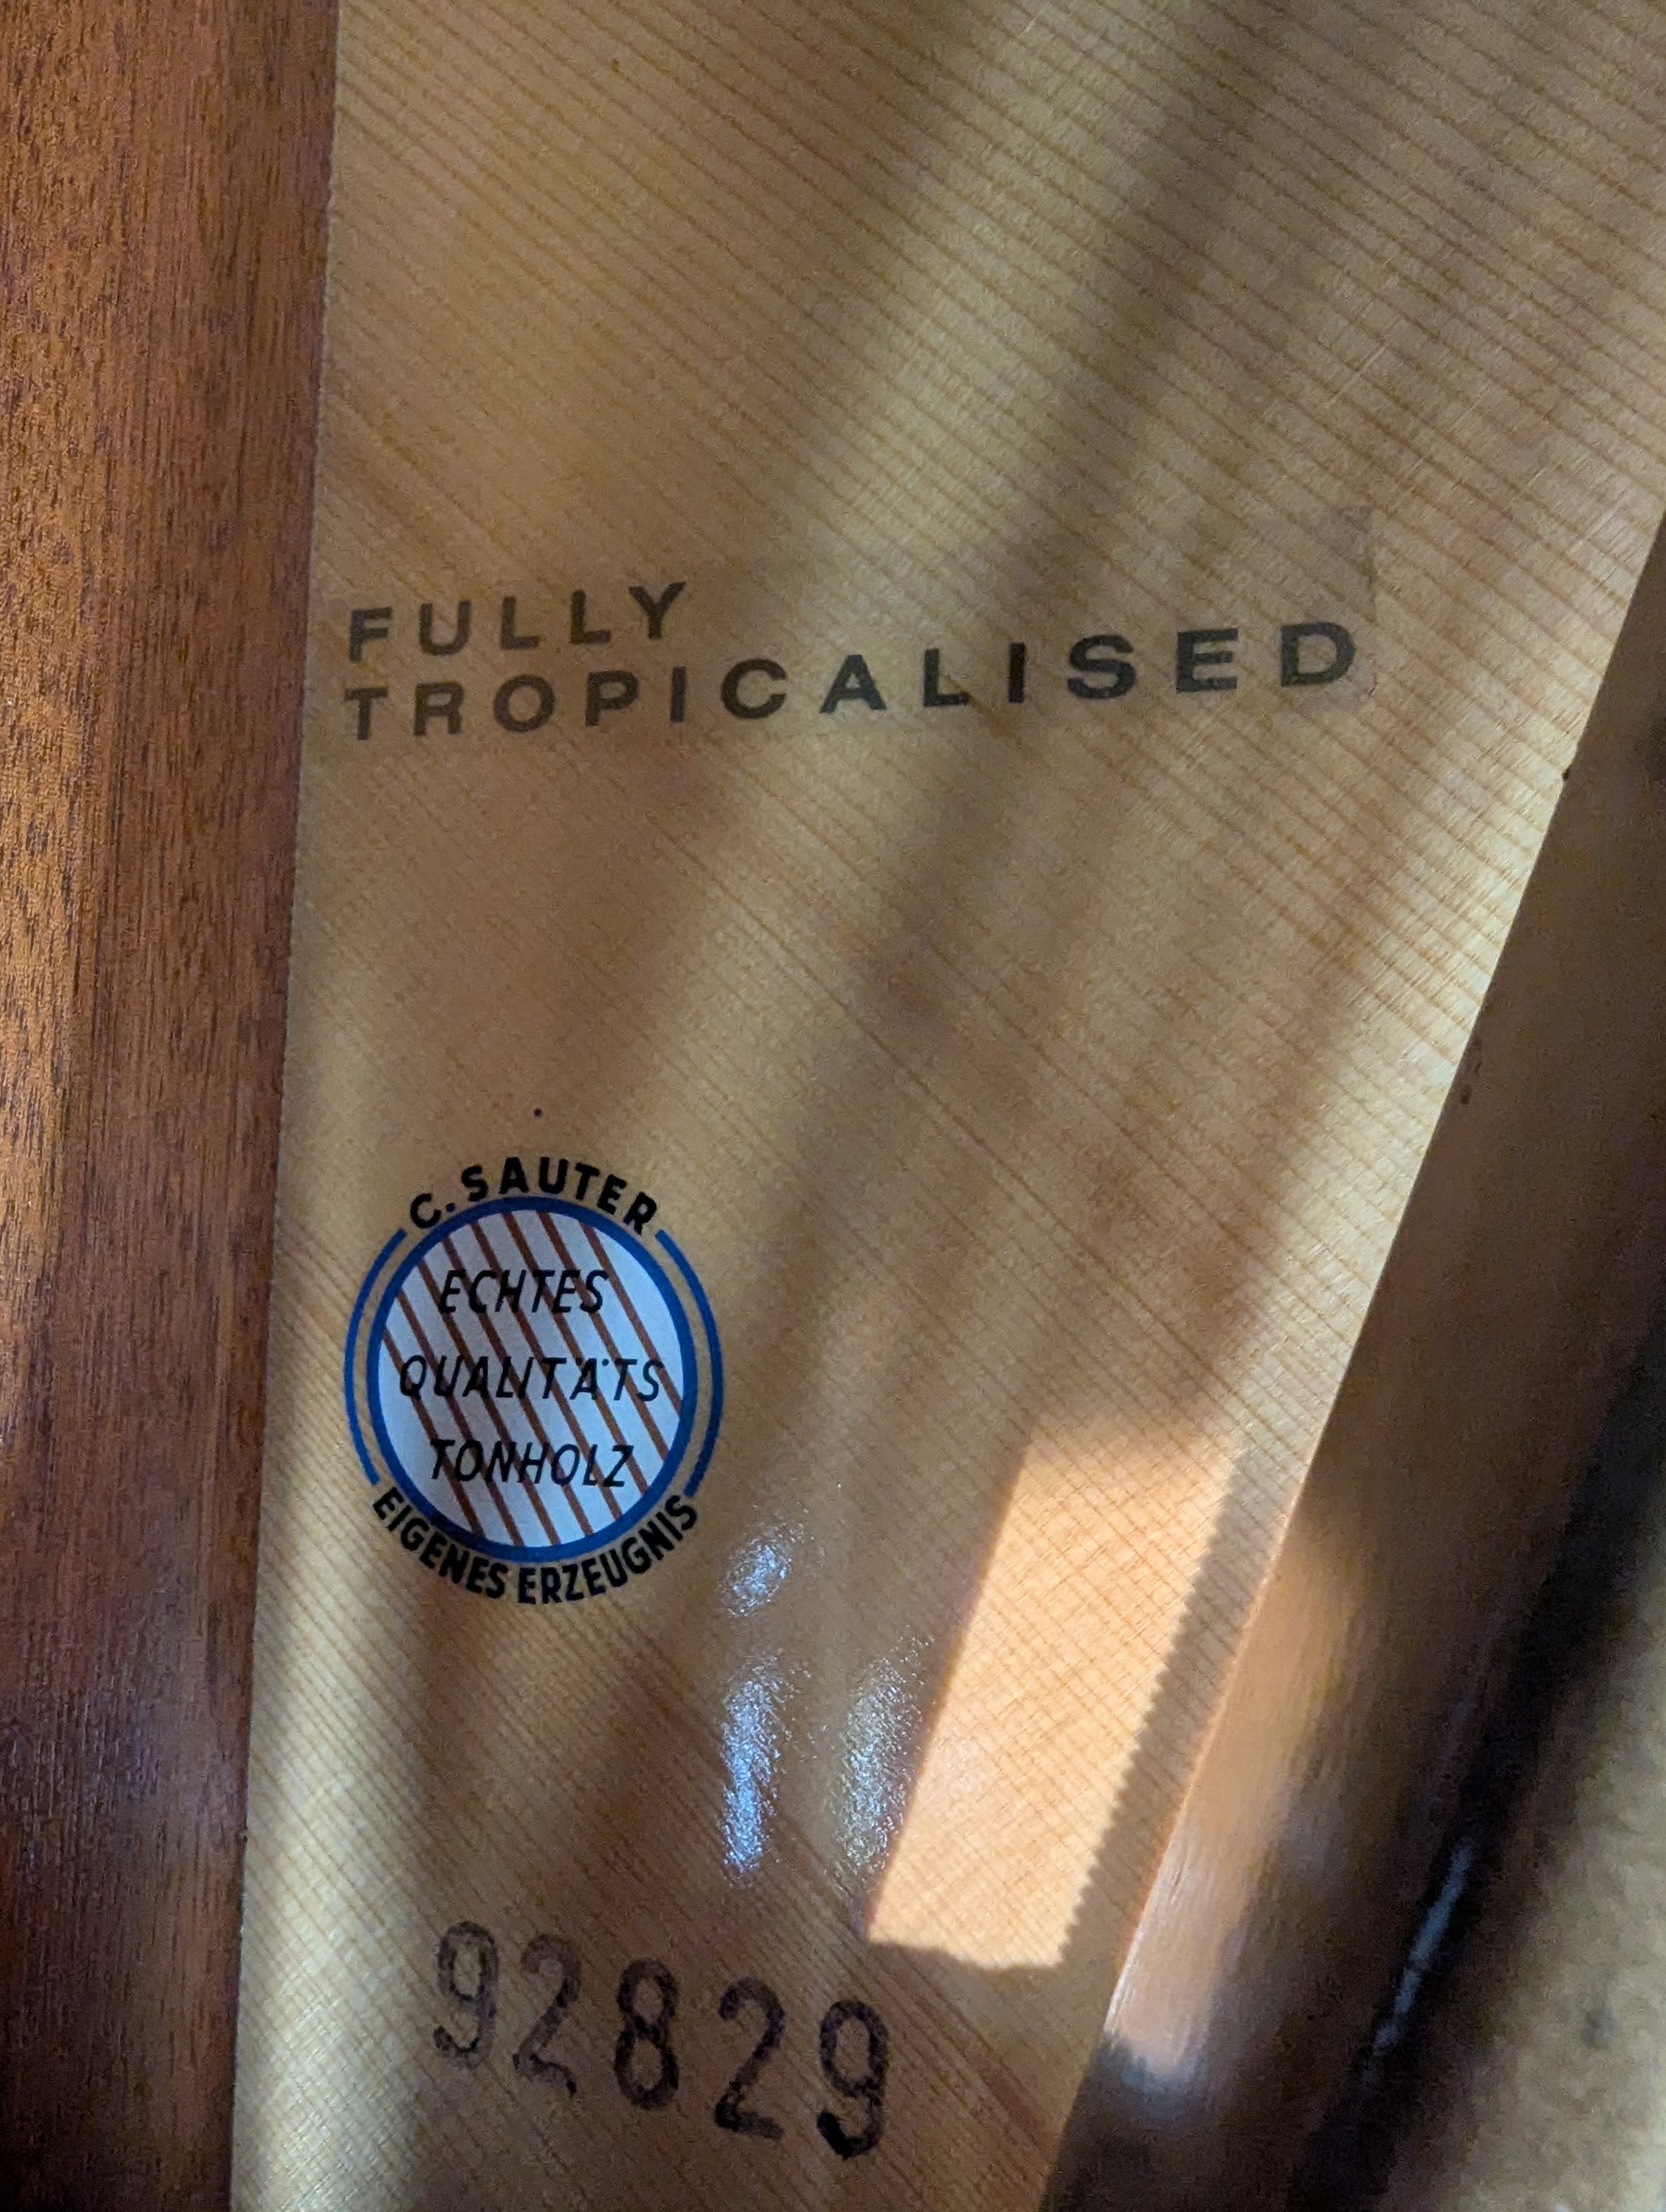 FULLY
TROPICALISED
C. SAUTER
ECHTES
QUALITÄTS
TONHOLZ
EIGENES ERZEUGNIS
92829